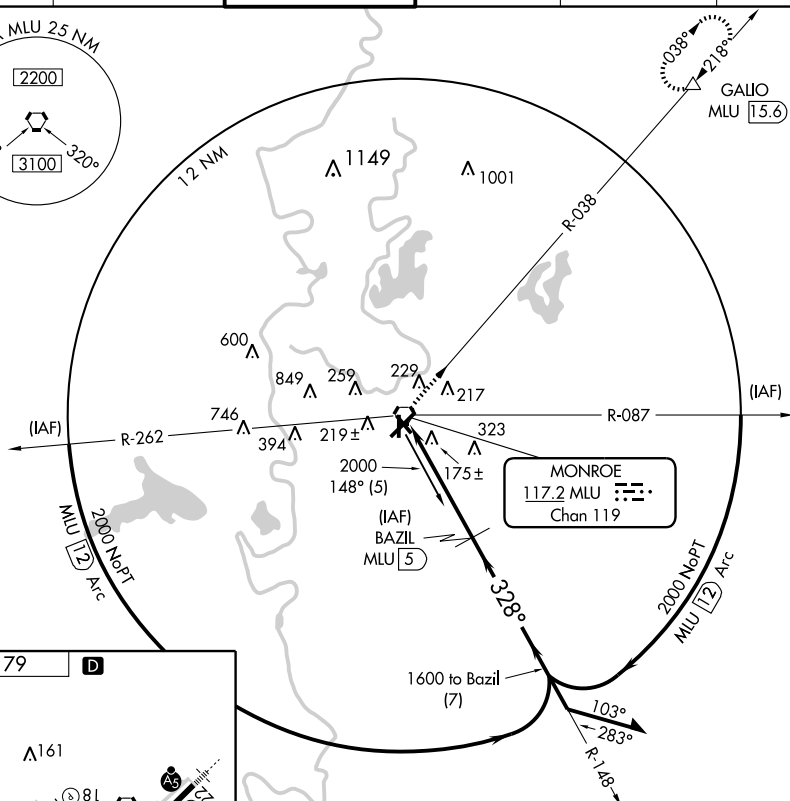 MLU 25 NM
2200
3100
320°
038°
218°
GALIO
MLU 15.6
12 NM
1149
1001
R-038
600
849
259
229
217
(IAF)
R-262
746
394
219±
R-087
(IAF)
323
175±
2000
148° (5)
MONROE
117.2 MLU
Chan 119
(IAF)
BAZIL
MLU 5
2000 NoPT
MLU 12 Arc
328°
2000 NoPT
MLU 12 Arc
1600 to Bazil
(7)
103°
283°
R-148
79
D
161
A5
18
22